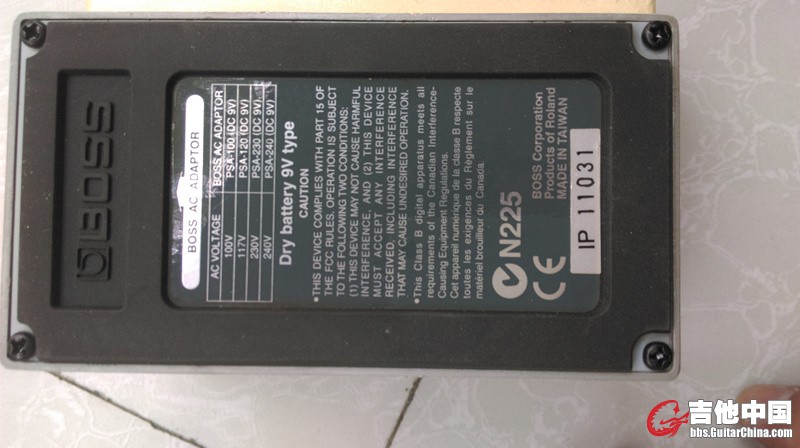 BOSS
BOSS AC ADAPTOR
AC VOLTAGE BOSS AC ADAPTOR
100V PSA-100 (DC 9V)
117V PSA-120 (DC 9V)
230V PSA-230 (DC 9V)
240V PSA-240 (DC 9V)
Dry battery 9V type
CAUTION
•THIS DEVICE COMPLIES WITH PART 15 OF
THE FCC RULES. OPERATION IS SUBJECT
TO THE FOLLOWING TWO CONDITIONS:
(1) THIS DEVICE MAY NOT CAUSE HARMFUL
INTERFERENCE, AND (2) THIS DEVICE
MUST ACCEPT ANY INTERFERENCE
RECEIVED, INCLUDING INTERFERENCE
THAT MAY CAUSE UNDESIRED OPERATION.
•This Class B digital apparatus meets all
requirements of the Canadian Interference-
Causing Equipment Regulations.
Cet appareil numérique de la classe B respecte
toutes les exigences du Règlement sur le
matériel brouilleur du Canada.
N225
CE
BOSS Corporation
Products of Roland
MADE IN TAIWAN
IP 11031
吉他中国
bbs.GuitarChina.com